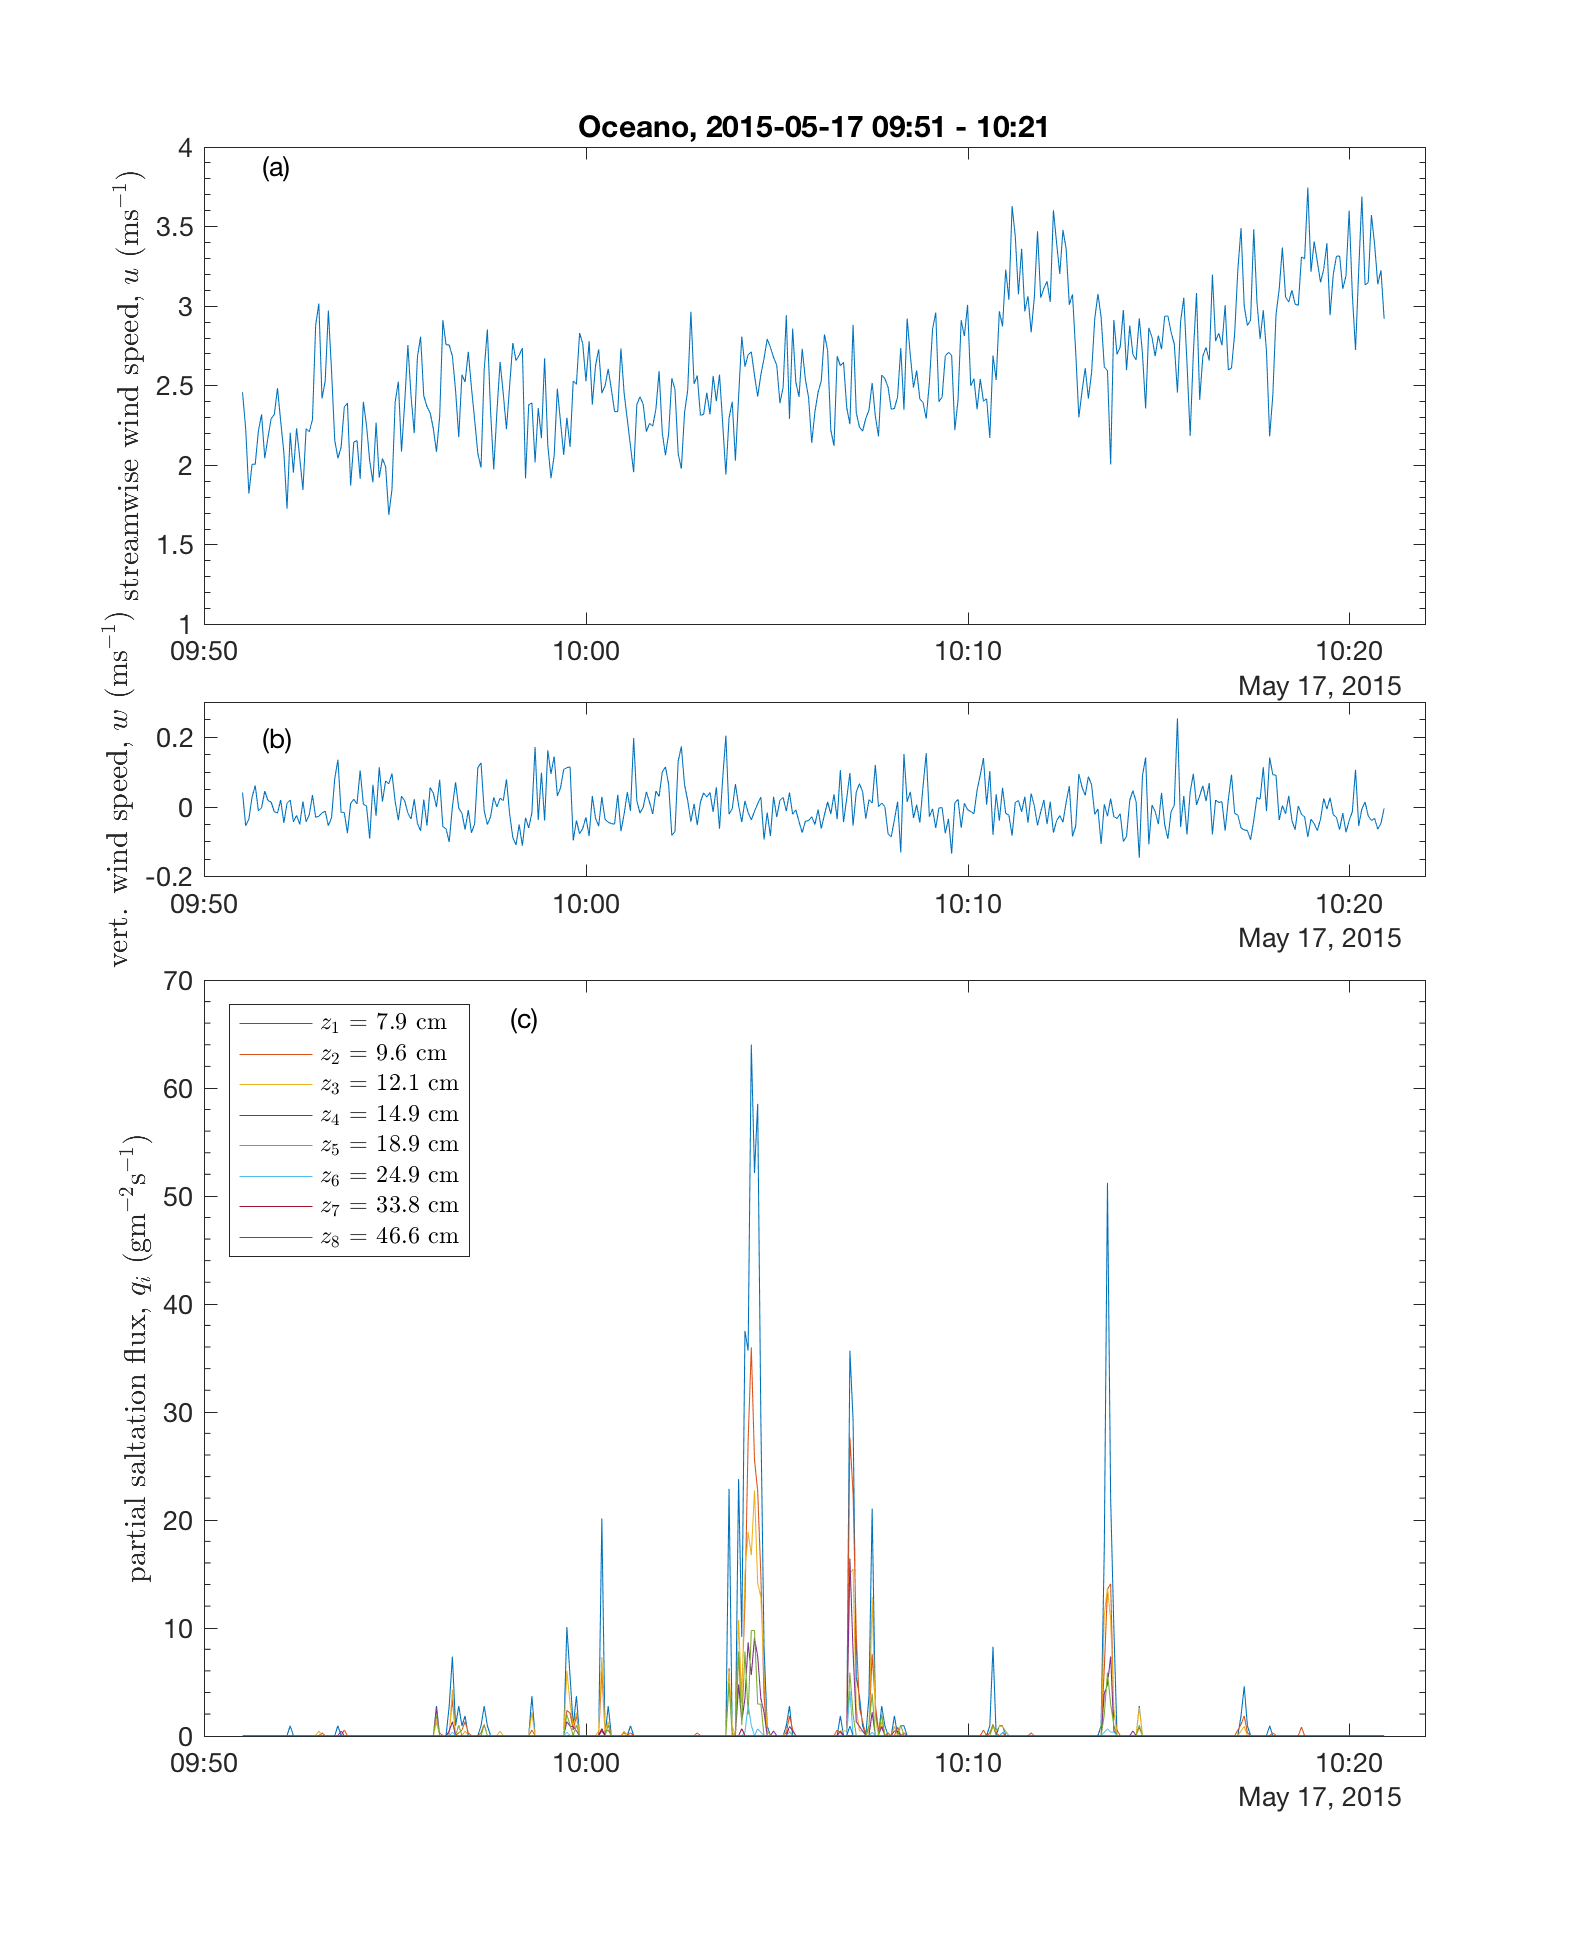 Oceano, 2015-05-17 09:51 - 10:21
(a)
streamwise wind speed, u (ms⁻¹)
4
3.5
3
2.5
2
1.5
1
09:50 10:00 10:10 10:20
May 17, 2015
(b)
vert. wind speed, w (ms⁻¹)
0.2
0
-0.2
09:50 10:00 10:10 10:20
May 17, 2015
(c)
partial saltation flux, qᵢ (gm⁻²s⁻¹)
70
60
50
40
30
20
10
0
z₁ = 7.9 cm
z₂ = 9.6 cm
z₃ = 12.1 cm
z₄ = 14.9 cm
z₅ = 18.9 cm
z₆ = 24.9 cm
z₇ = 33.8 cm
z₈ = 46.6 cm
09:50 10:00 10:10 10:20
May 17, 2015